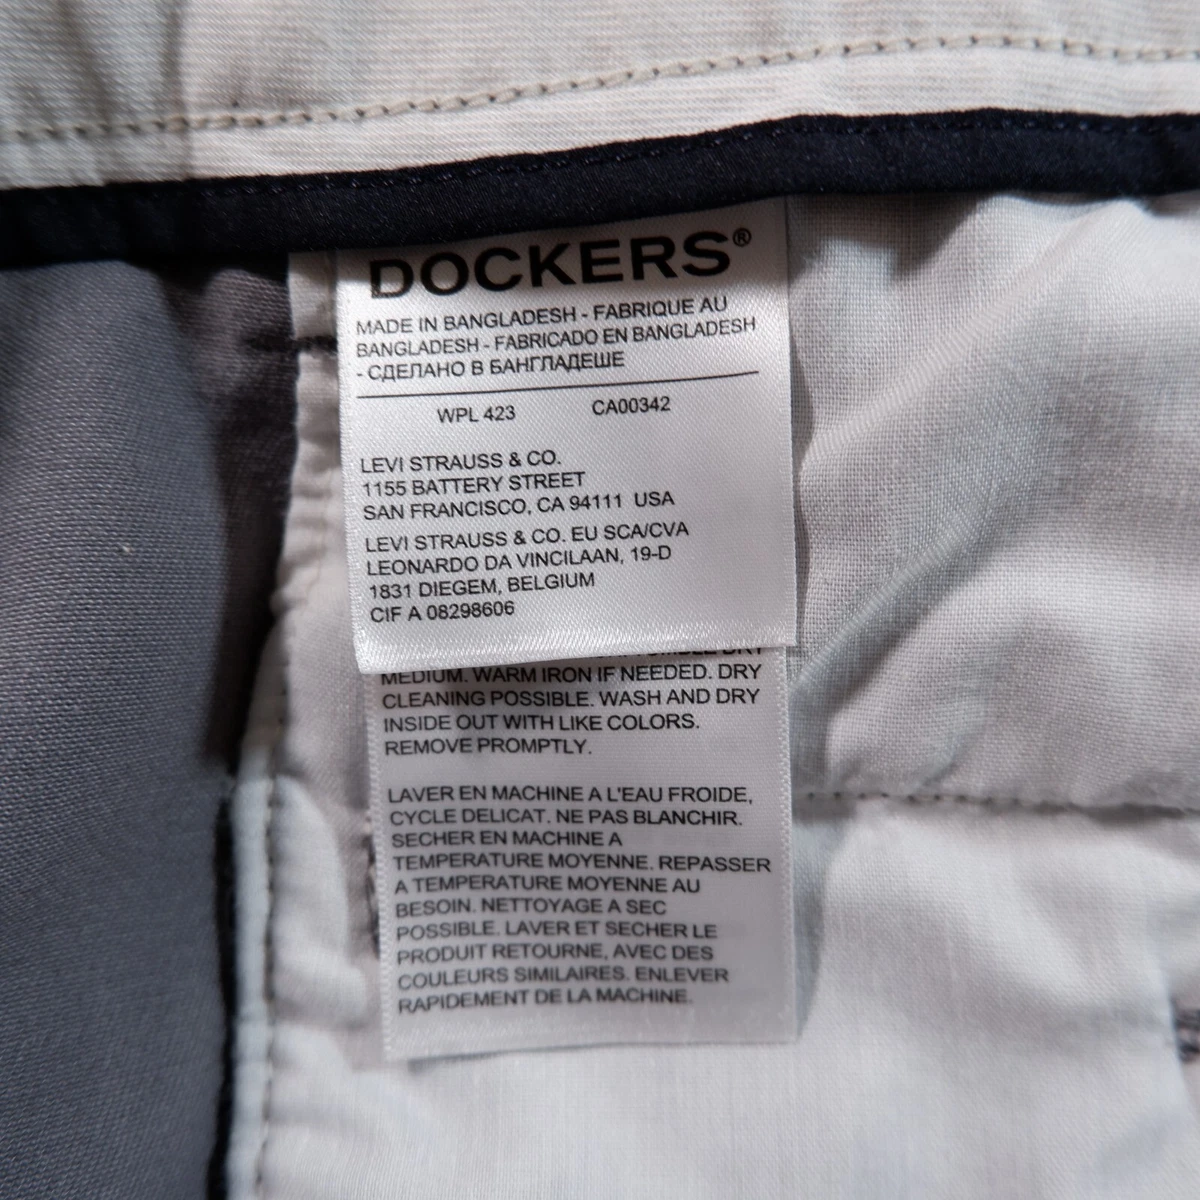 DOCKERS®
MADE IN BANGLADESH - FABRIQUE AU
BANGLADESH - FABRICADO EN BANGLADESH
- СДЕЛАНО В БАНГЛАДЕШЕ
WPL 423 CA00342
LEVI STRAUSS & CO.
1155 BATTERY STREET
SAN FRANCISCO, CA 94111 USA
LEVI STRAUSS & CO. EU SCA/CVA
LEONARDO DA VINCILAAN, 19-D
1831 DIEGEM, BELGIUM
CIF A 08298606
TUMBLE DRY
MEDIUM. WARM IRON IF NEEDED. DRY
CLEANING POSSIBLE. WASH AND DRY
INSIDE OUT WITH LIKE COLORS.
REMOVE PROMPTLY.
LAVER EN MACHINE A L'EAU FROIDE,
CYCLE DELICAT. NE PAS BLANCHIR.
SECHER EN MACHINE A
TEMPERATURE MOYENNE. REPASSER
A TEMPERATURE MOYENNE AU
BESOIN. NETTOYAGE A SEC
POSSIBLE. LAVER ET SECHER LE
PRODUIT RETOURNE, AVEC DES
COULEURS SIMILAIRES. ENLEVER
RAPIDEMENT DE LA MACHINE.